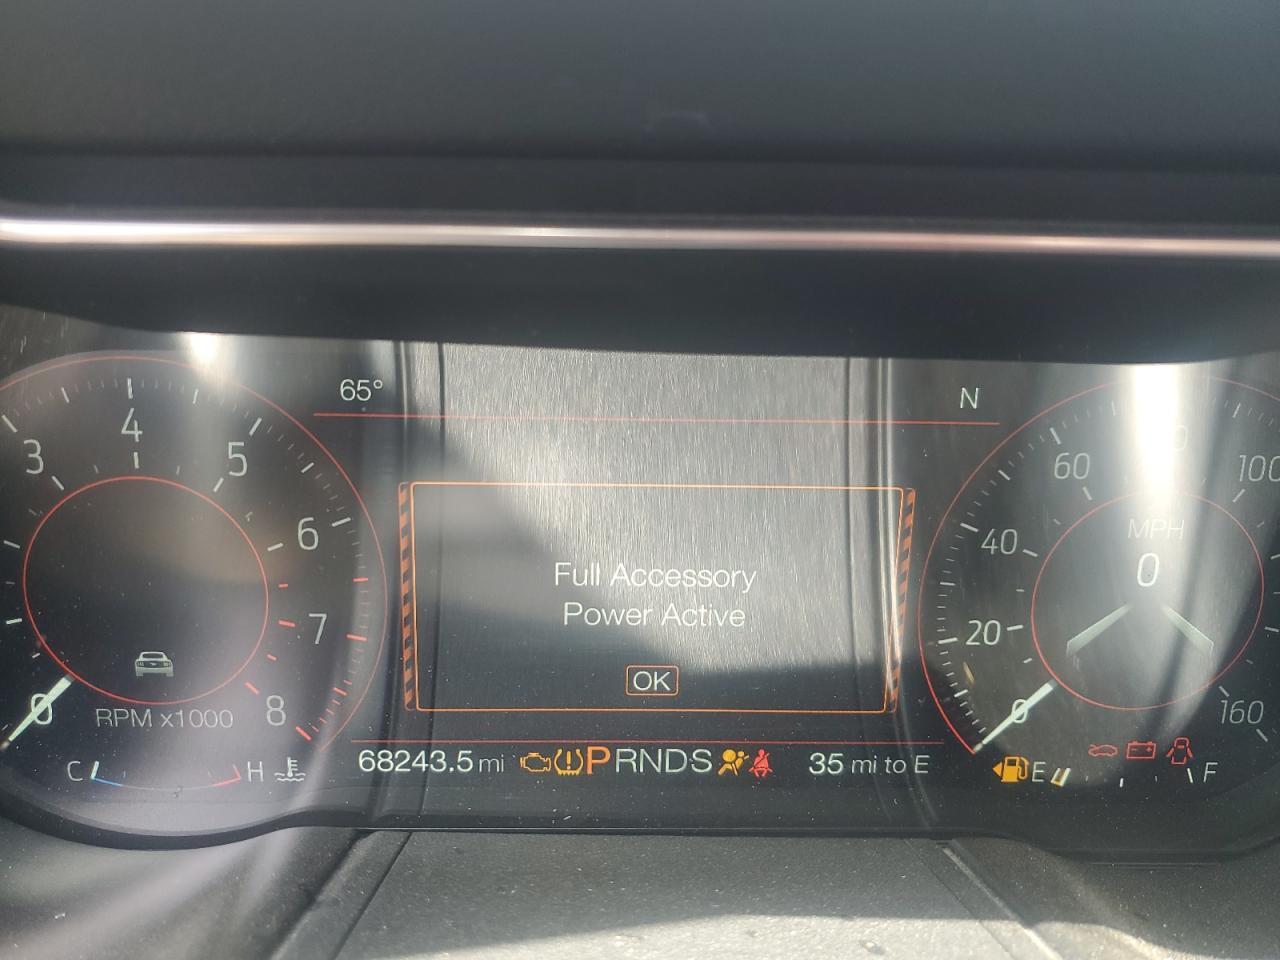 65° N
3 4 5 6 7 8
0
RPM x1000
C H
Full Accessory
Power Active
OK
68243.5 mi PRNDS 35 mi to E
0 20 40 60 100 160
MPH
0
E F